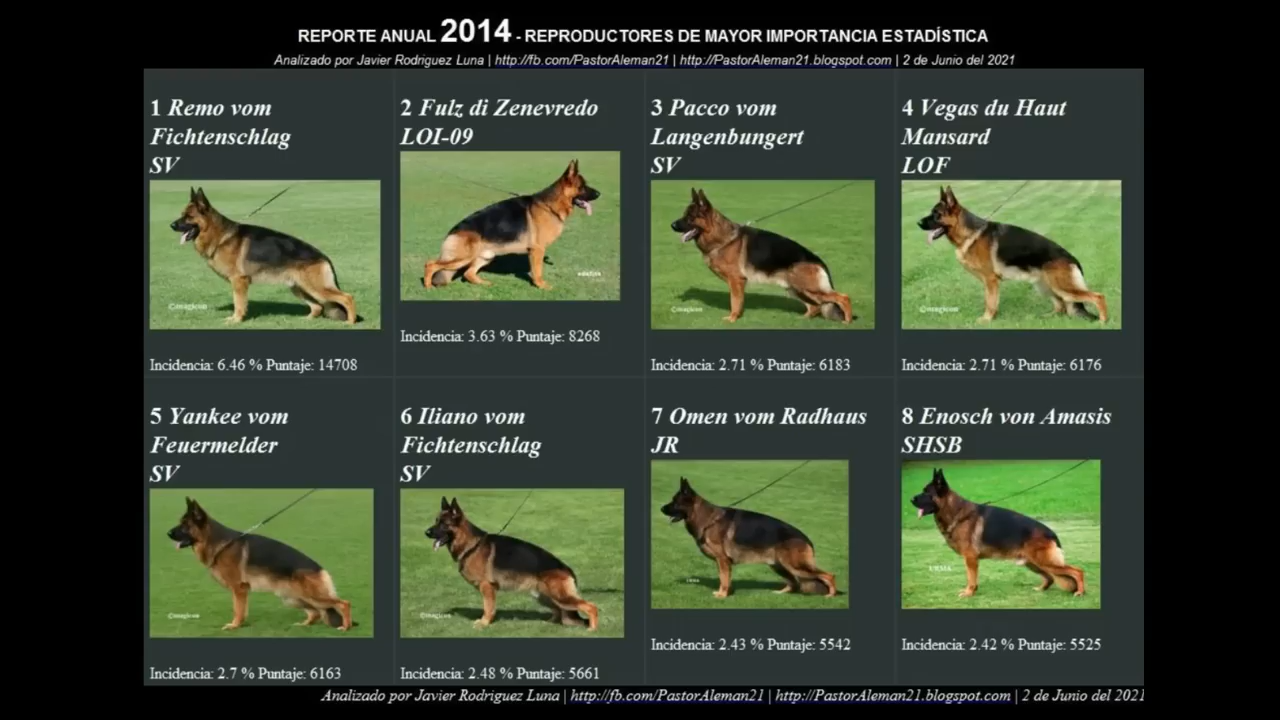 REPORTE ANUAL 2014 - REPRODUCTORES DE MAYOR IMPORTANCIA ESTADÍSTICA
Analizado por Javier Rodriguez Luna | http://fb.com/PastorAleman21 | http://PastorAleman21.blogspot.com | 2 de Junio del 2021
1 Remo vom
Fichtenschlag
SV
©magicon
Incidencia: 6.46 % Puntaje: 14708
2 Fulz di Zenevredo
LOI-09
Incidencia: 3.63 % Puntaje: 8268
3 Pacco vom
Langenbungert
SV
©magicon
Incidencia: 2.71 % Puntaje: 6183
4 Vegas du Haut
Mansard
LOF
©magicon
Incidencia: 2.71 % Puntaje: 6176
5 Yankee vom
Feuermelder
SV
©magicon
Incidencia: 2.7 % Puntaje: 6163
6 Iliano vom
Fichtenschlag
SV
©magicon
Incidencia: 2.48 % Puntaje: 5661
7 Omen vom Radhaus
JR
Incidencia: 2.43 % Puntaje: 5542
8 Enosch von Amasis
SHSB
Incidencia: 2.42 % Puntaje: 5525
Analizado por Javier Rodriguez Luna | http://fb.com/PastorAleman21 | http://PastorAleman21.blogspot.com | 2 de Junio del 2021